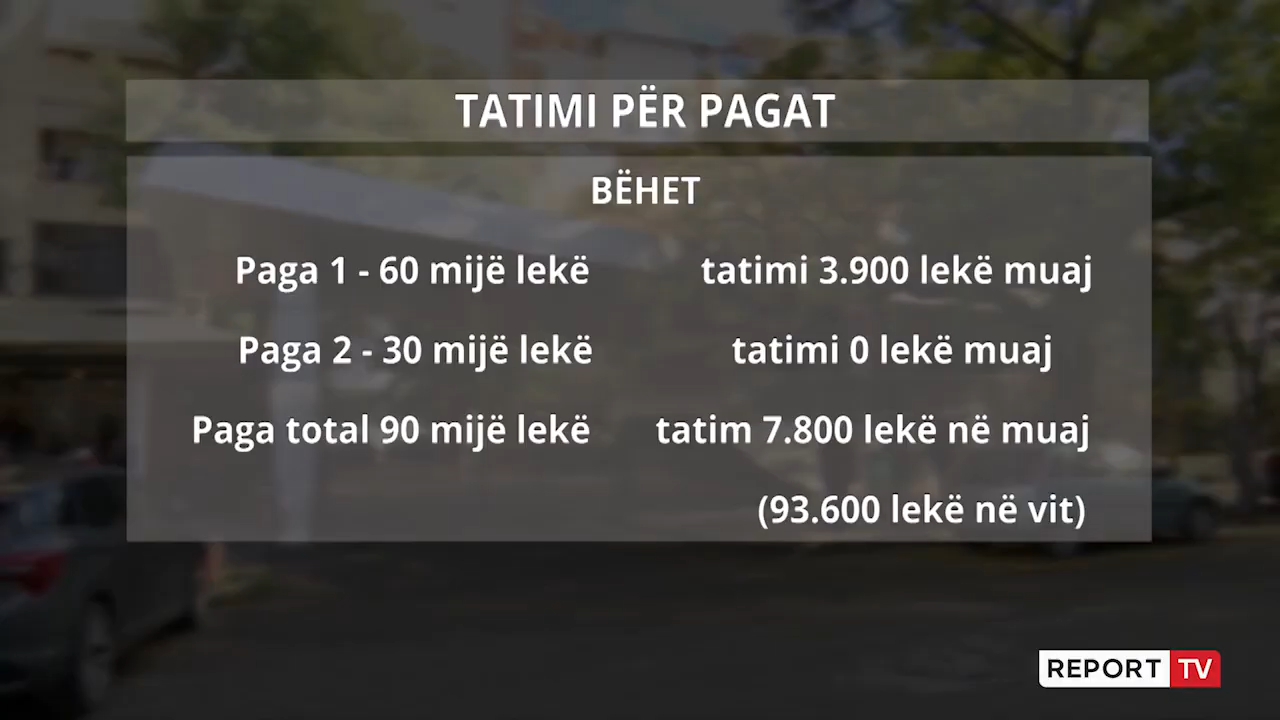 TATIMI PËR PAGAT
BËHET
Paga 1 - 60 mijë lekë tatimi 3.900 lekë muaj
Paga 2 - 30 mijë lekë tatimi 0 lekë muaj
Paga total 90 mijë lekë tatim 7.800 lekë në muaj
(93.600 lekë në vit)
REPORT TV